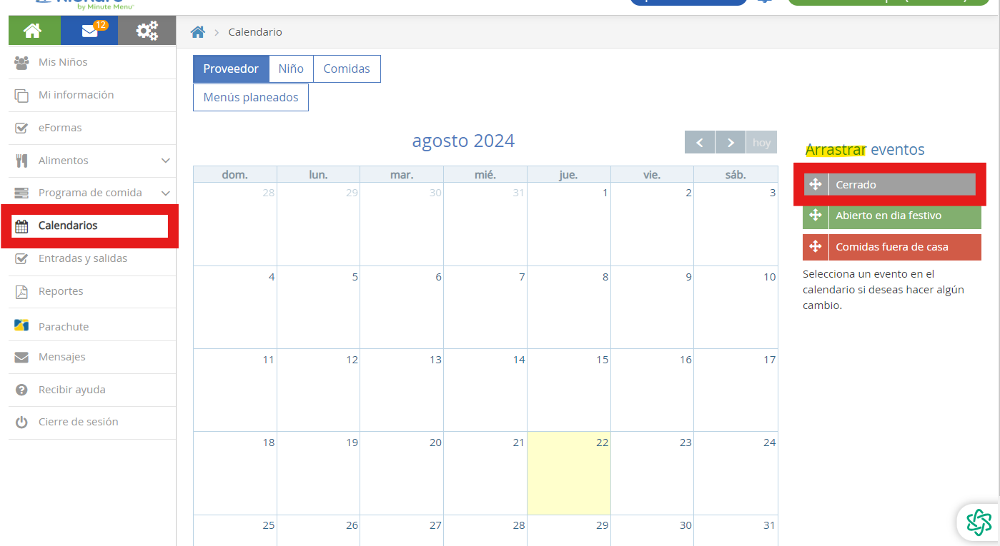 by Minute Menu
12
Calendario
Mis Niños
Mi información
eFormas
Alimentos
Programa de comida
Calendarios
Entradas y salidas
Reportes
Parachute
Mensajes
Recibir ayuda
Cierre de sesión
Proveedor Niño Comidas
Menús planeados
agosto 2024
hoy
dom. lun. mar. mié. jue. vie. sáb.
28 29 30 31 1 2 3
4 5 6 7 8 9 10
11 12 13 14 15 16 17
18 19 20 21 22 23 24
25 26 27 28 29 30 31
Arrastrar eventos
Cerrado
Abierto en dia festivo
Comidas fuera de casa
Selecciona un evento en el
calendario si deseas hacer algún
cambio.